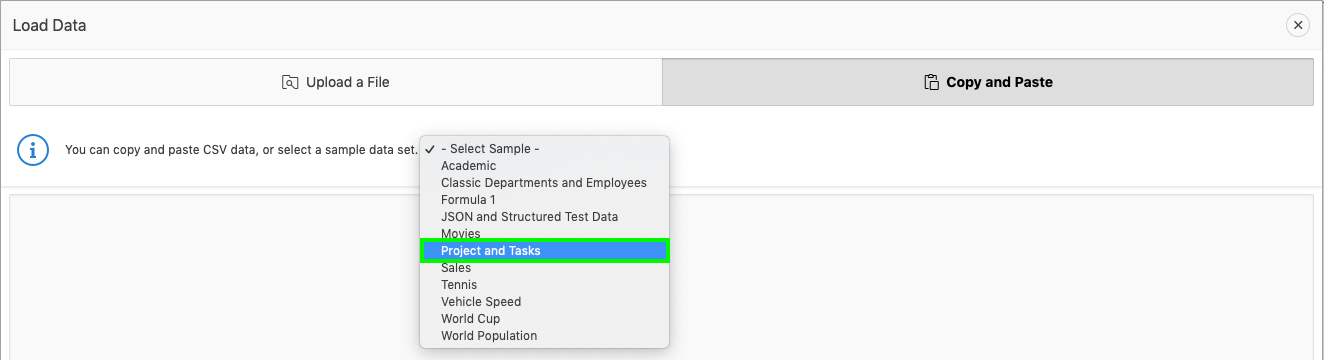 Load Data
Upload a File
Copy and Paste
You can copy and paste CSV data, or select a sample data set.
- Select Sample -
Academic
Classic Departments and Employees
Formula 1
JSON and Structured Test Data
Movies
Project and Tasks
Sales
Tennis
Vehicle Speed
World Cup
World Population